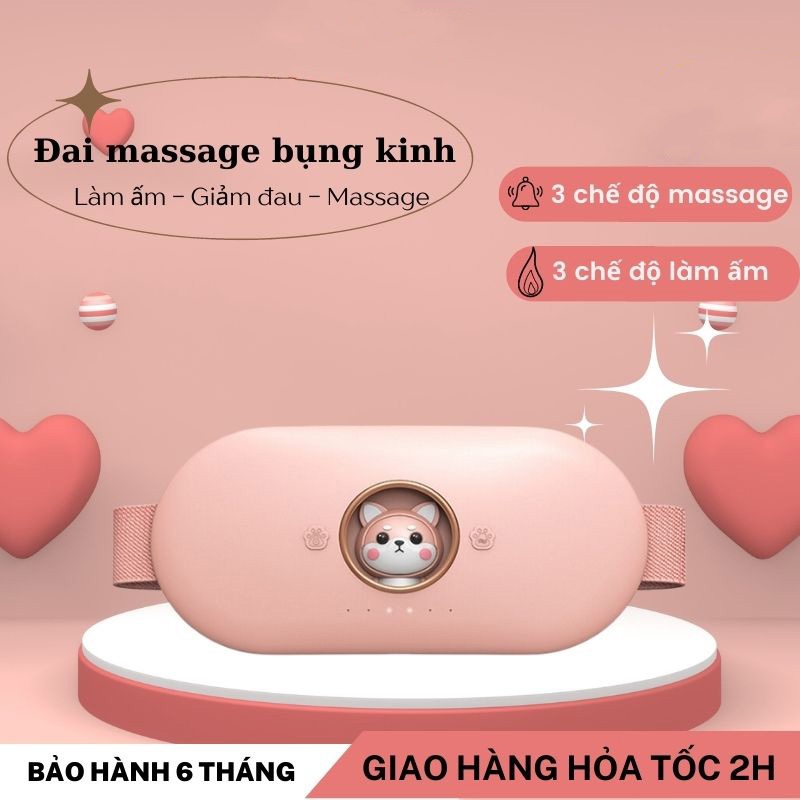 Đai massage bụng kinh
Làm ấm - Giảm đau - Massage
3 chế độ massage
3 chế độ làm ấm
BẢO HÀNH 6 THÁNG
GIAO HÀNG HỎA TỐC 2H